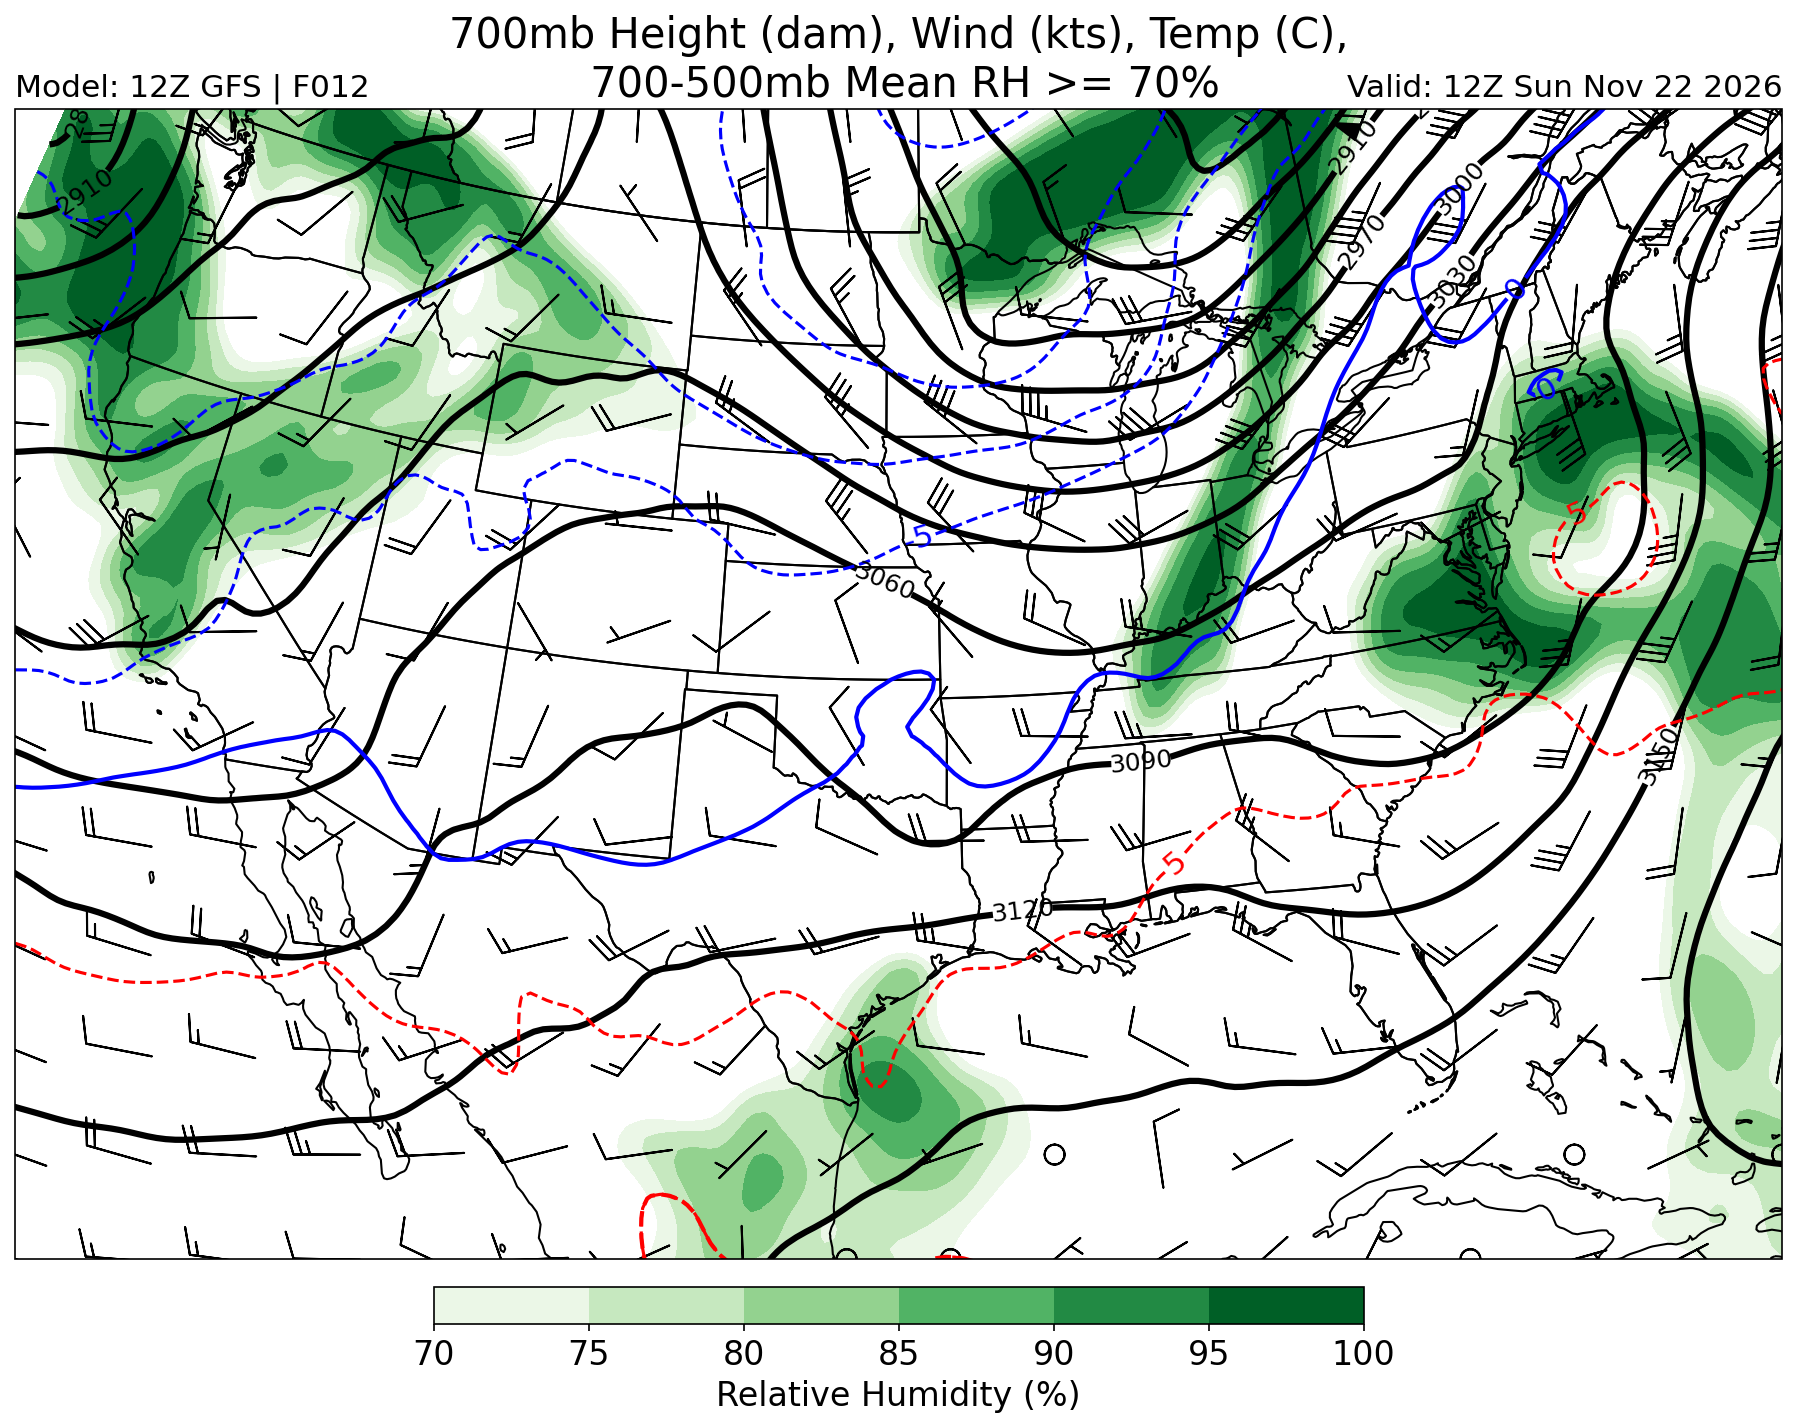 700mb Height (dam), Wind (kts), Temp (C),
Model: 12Z GFS | F012
700-500mb Mean RH >= 70%
Valid: 12Z Sun Nov 22 2026
28
2910
2910
3000
2970
3030
0
0
5
5
3060
3090
3150
5
3120
70 75 80 85 90 95 100
Relative Humidity (%)